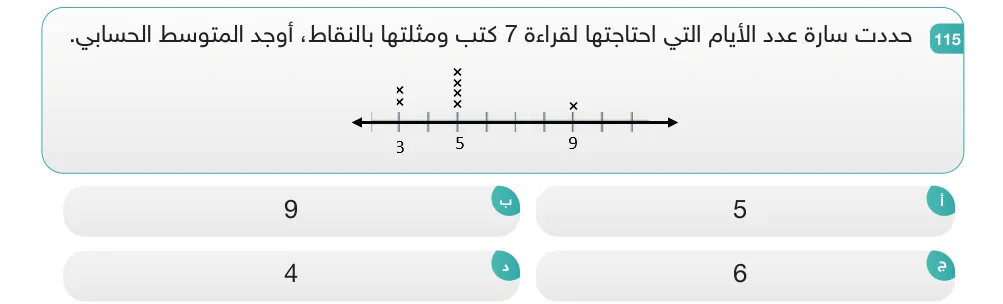 115 حددت سارة عدد الأيام التي احتاجتها لقراءة 7 كتب ومثلتها بالنقاط، أوجد المتوسط الحسابي.
3 5 9
أ 5
ب 9
ج 6
د 4